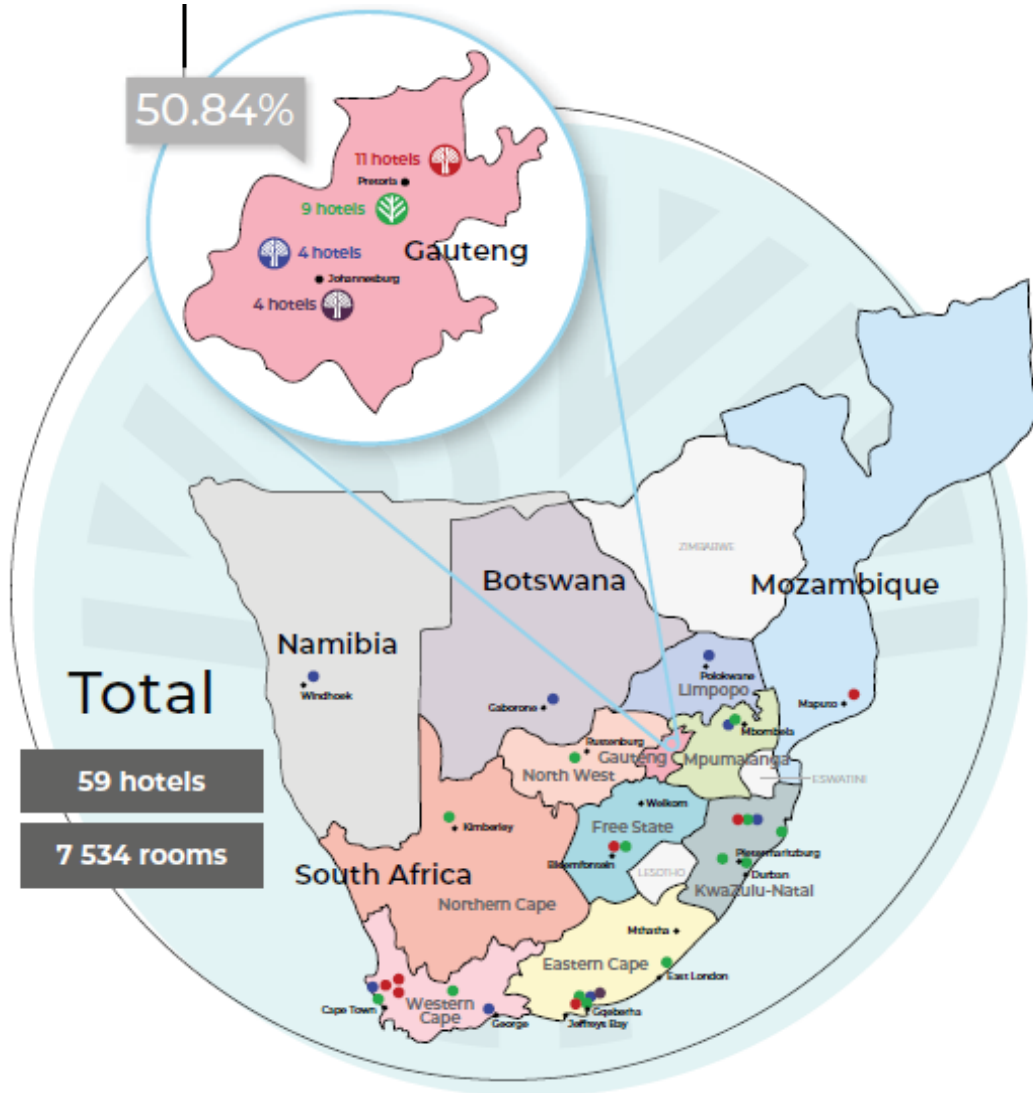 50.84%
11 hotels
Pretoria
9 hotels
Gauteng
4 hotels
Johannesburg
4 hotels
ZIMBABWE
Botswana
Mozambique
Namibia
Polokwane
Windhoek
Limpopo
Total
Gaborone
Maputo
Mbombela
Rustenburg
Gauteng
Mpumalanga
North West
ESWATINI
59 hotels
Welkom
Free State
Kimberley
7 534 rooms
Bloemfontein
Pietermaritzburg
LESOTHO
Durban
South Africa
KwaZulu-Natal
Northern Cape
Mthatha
Eastern Cape
East London
Western
Cape
Cape Town
Gqeberha
George
Jeffreys Bay